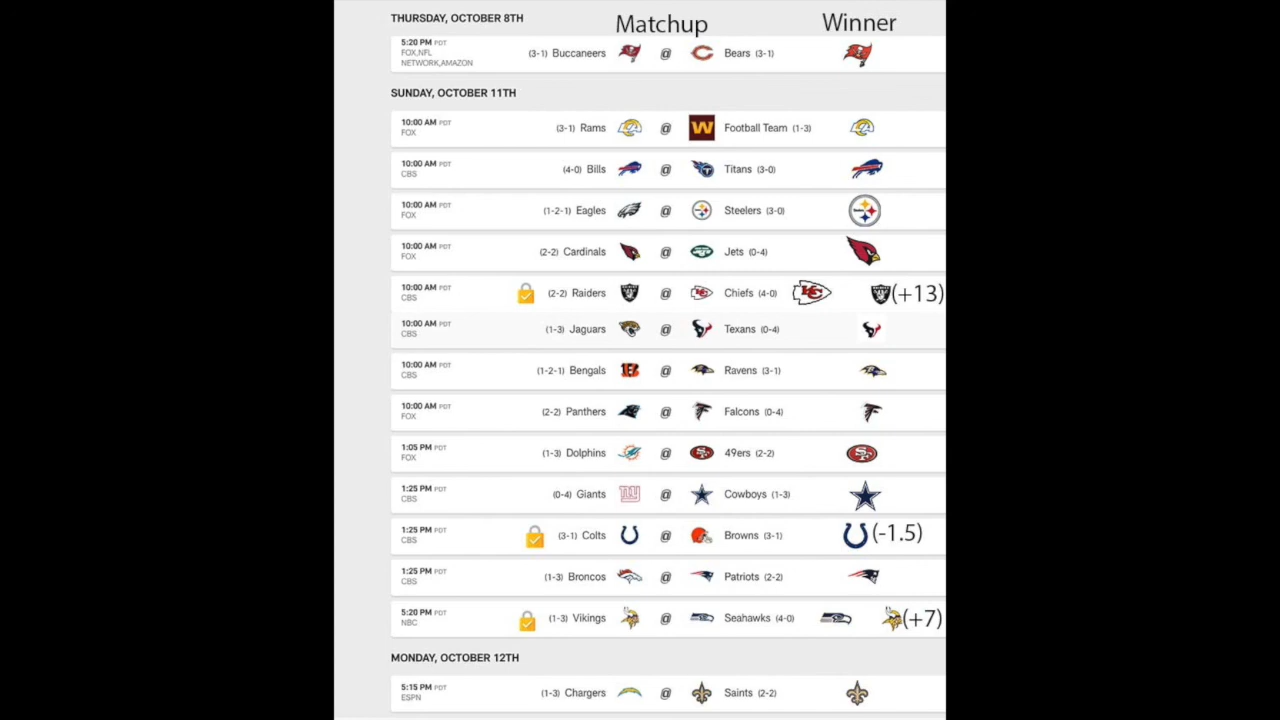 THURSDAY, OCTOBER 8TH Matchup Winner
5:20 PM PDT
FOX,NFL
NETWORK,AMAZON
(3-1) Buccaneers @ Bears (3-1)
SUNDAY, OCTOBER 11TH
10:00 AM PDT
FOX
(3-1) Rams @ W Football Team (1-3)
10:00 AM PDT
CBS
(4-0) Bills @ Titans (3-0)
10:00 AM PDT
FOX
(1-2-1) Eagles @ Steelers (3-0) Steelers
10:00 AM PDT
FOX
(2-2) Cardinals @ Jets (0-4)
10:00 AM PDT
CBS
(2-2) Raiders @ Chiefs (4-0) KC (+13)
10:00 AM PDT
CBS
(1-3) Jaguars @ Texans (0-4)
10:00 AM PDT
CBS
(1-2-1) Bengals @ Ravens (3-1)
10:00 AM PDT
FOX
(2-2) Panthers @ Falcons (0-4)
1:05 PM PDT
FOX
(1-3) Dolphins @ SF 49ers (2-2) SF
1:25 PM PDT
CBS
(0-4) Giants ny @ Cowboys (1-3)
1:25 PM PDT
CBS
(3-1) Colts @ Browns (3-1) (-1.5)
1:25 PM PDT
CBS
(1-3) Broncos @ Patriots (2-2)
5:20 PM PDT
NBC
(1-3) Vikings @ Seahawks (4-0) (+7)
MONDAY, OCTOBER 12TH
5:15 PM PDT
ESPN
(1-3) Chargers @ Saints (2-2)